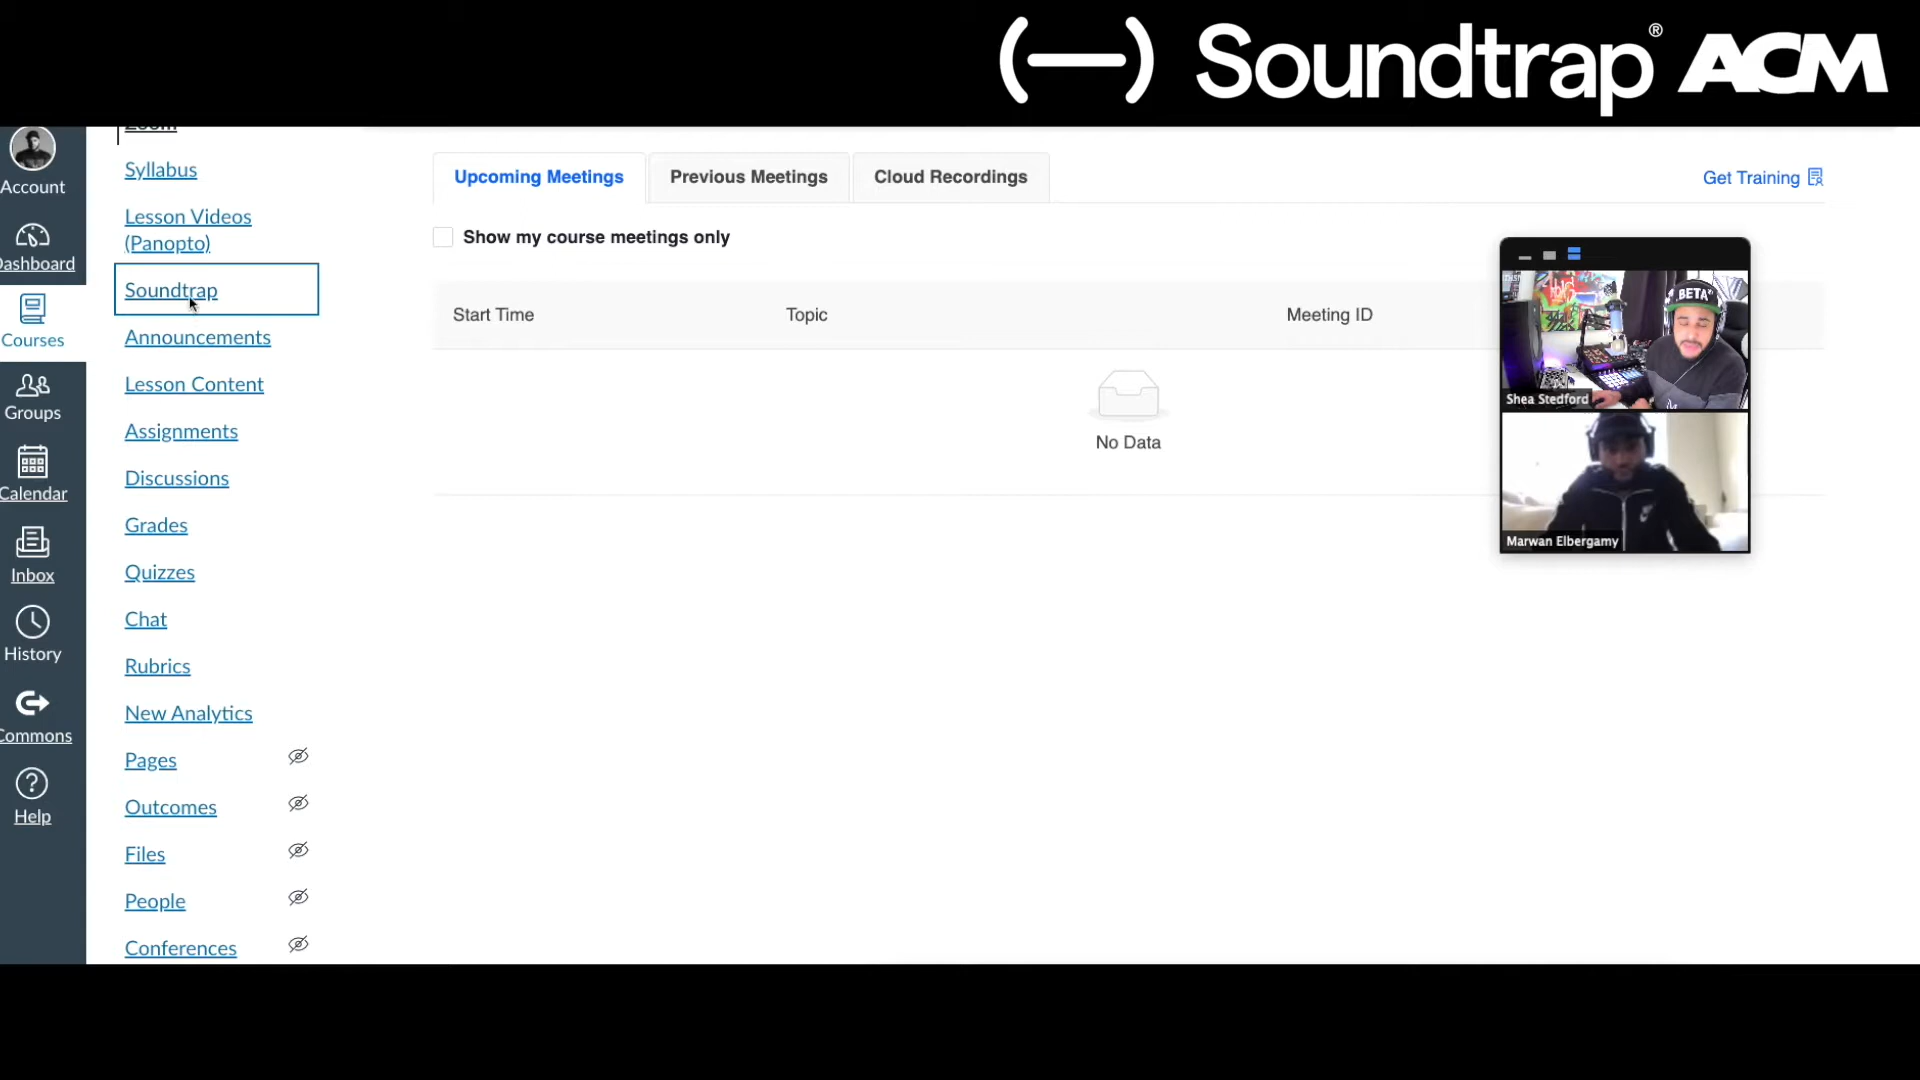 Soundtrap® ACM
Zoom
Account
Dashboard
Courses
Groups
Calendar
Inbox
History
Commons
Help
Syllabus
Lesson Videos
(Panopto)
Soundtrap
Announcements
Lesson Content
Assignments
Discussions
Grades
Quizzes
Chat
Rubrics
New Analytics
Pages
Outcomes
Files
People
Conferences
Upcoming Meetings Previous Meetings Cloud Recordings Get Training
Show my course meetings only
Start Time Topic Meeting ID
No Data
BETA
Shea Stedford
Marwan Elbergamy